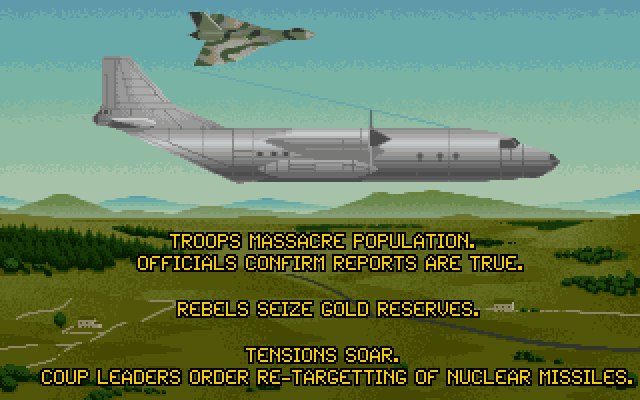 TROOPS MASSACRE POPULATION.
OFFICIALS CONFIRM REPORTS ARE TRUE.
REBELS SEIZE GOLD RESERVES.
TENSIONS SOAR.
COUP LEADERS ORDER RE-TARGETTING OF NUCLEAR MISSILES.